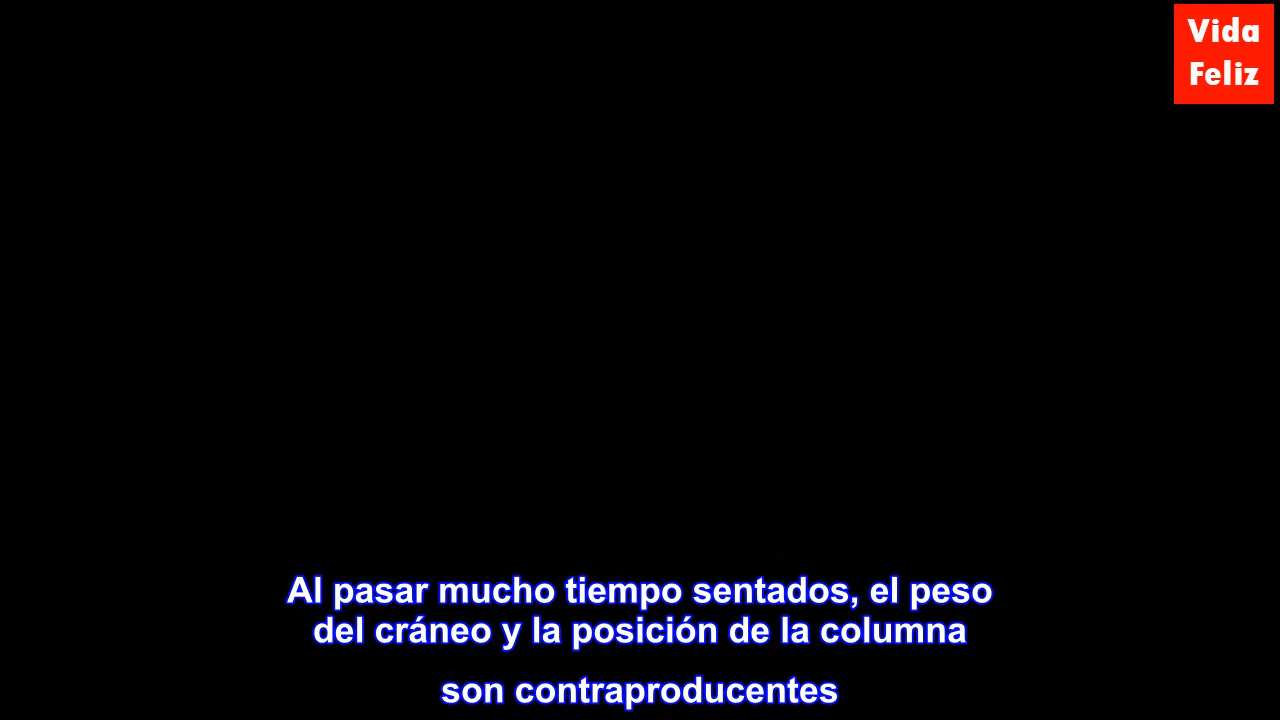 Vida
Feliz
Al pasar mucho tiempo sentados, el peso
del cráneo y la posición de la columna
son contraproducentes